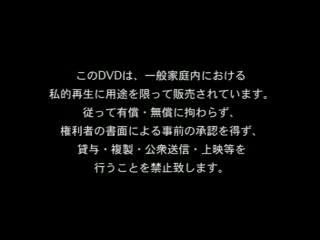 このDVDは、一般家庭内における
私的再生に用途を限って販売されています。
従って有償・無償に拘わらず、
権利者の書面による事前の承認を得ず、
貸与・複製・公衆送信・上映等を
行うことを禁止致します。